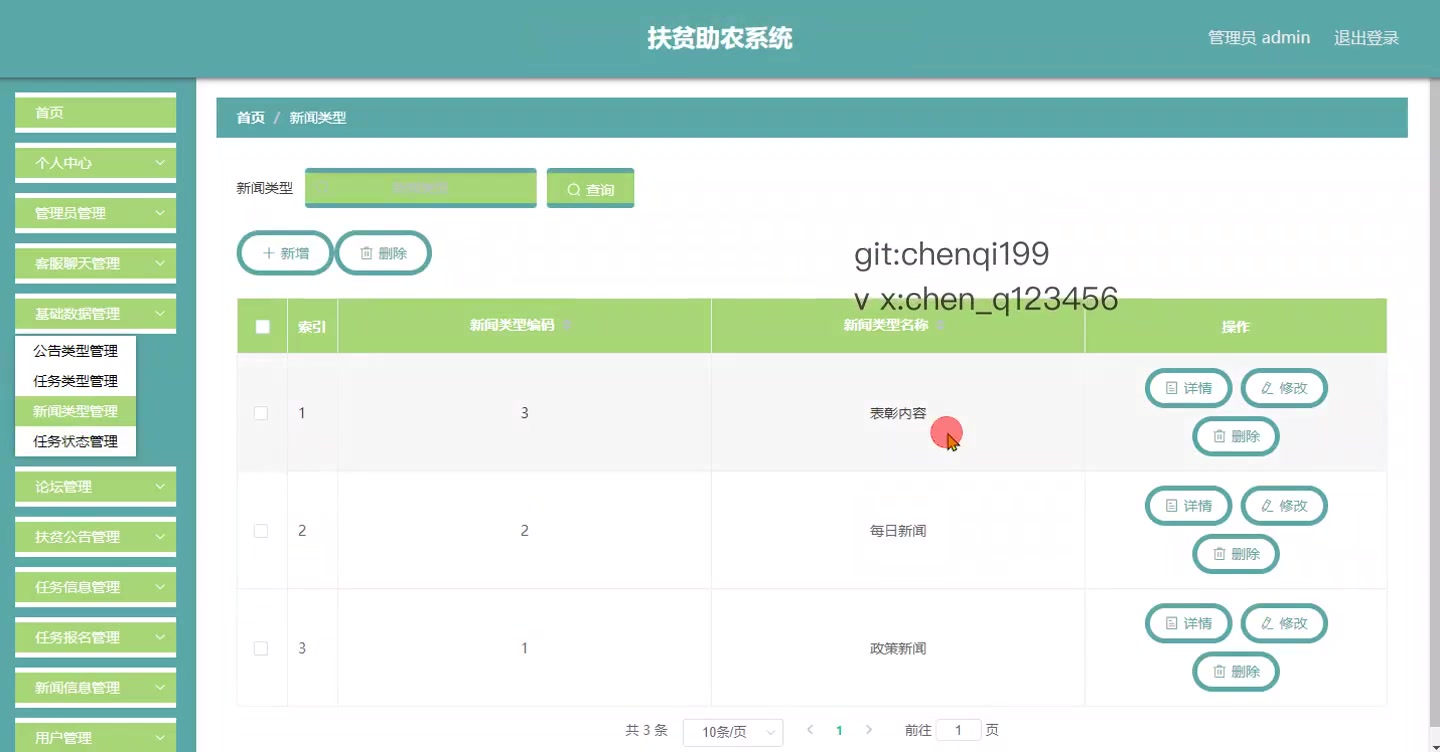 扶贫助农系统
管理员 admin 退出登录
首页
个人中心
管理员管理
客服聊天管理
基础数据管理
公告类型管理
任务类型管理
新闻类型管理
任务状态管理
论坛管理
扶贫公告管理
任务信息管理
任务报名管理
新闻信息管理
用户管理
首页 / 新闻类型
新闻类型 查询
新增 删除
git:chenqi199
v x:chen_q123456
索引 新闻类型编码 新闻类型名称 操作
1 3 表彰内容 详情 修改
删除
2 2 每日新闻 详情 修改
删除
3 1 政策新闻 详情 修改
删除
共 3 条 10条/页 1 前往 1 页